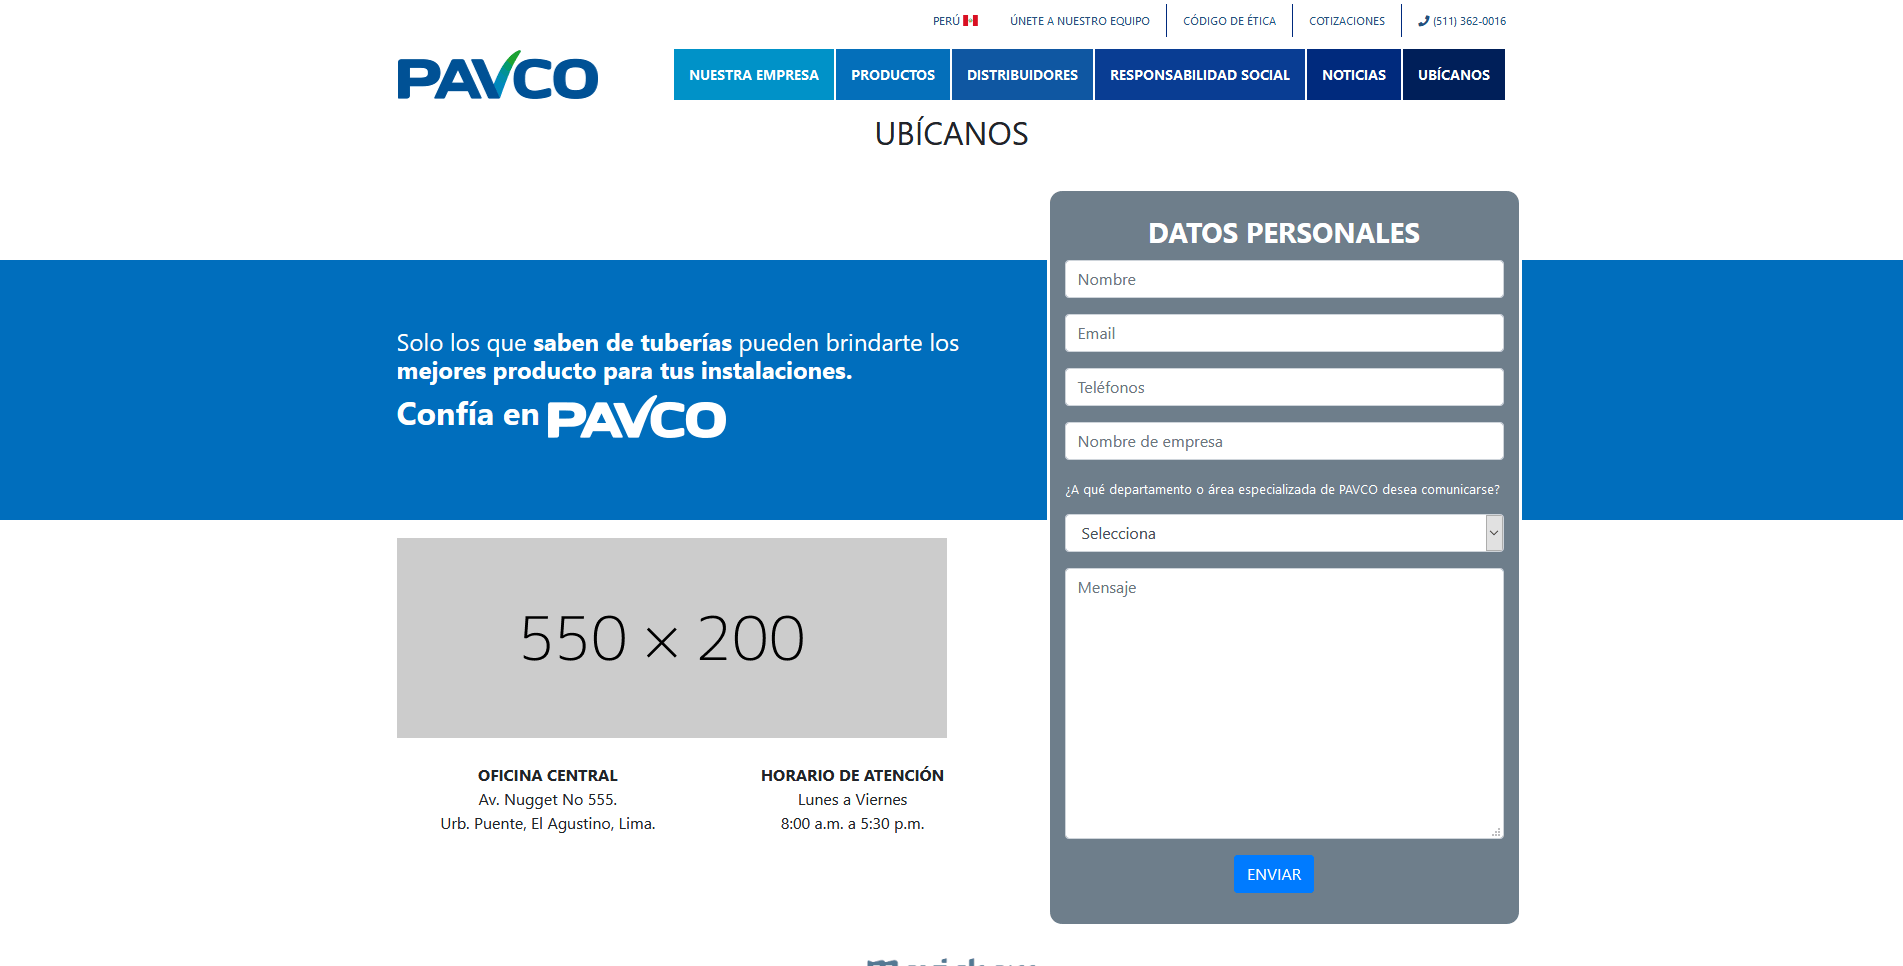 PERÚ
ÚNETE A NUESTRO EQUIPO
CÓDIGO DE ÉTICA
COTIZACIONES
(511) 362-0016
PAVCO
NUESTRA EMPRESA
PRODUCTOS
DISTRIBUIDORES
RESPONSABILIDAD SOCIAL
NOTICIAS
UBÍCANOS
UBÍCANOS
Solo los que saben de tuberías pueden brindarte los
mejores producto para tus instalaciones.
Confía en PAVCO
550 × 200
OFICINA CENTRAL
Av. Nugget No 555.
Urb. Puente, El Agustino, Lima.
HORARIO DE ATENCIÓN
Lunes a Viernes
8:00 a.m. a 5:30 p.m.
DATOS PERSONALES
Nombre
Email
Teléfonos
Nombre de empresa
¿A qué departamento o área especializada de PAVCO desea comunicarse?
Selecciona
Mensaje
ENVIAR